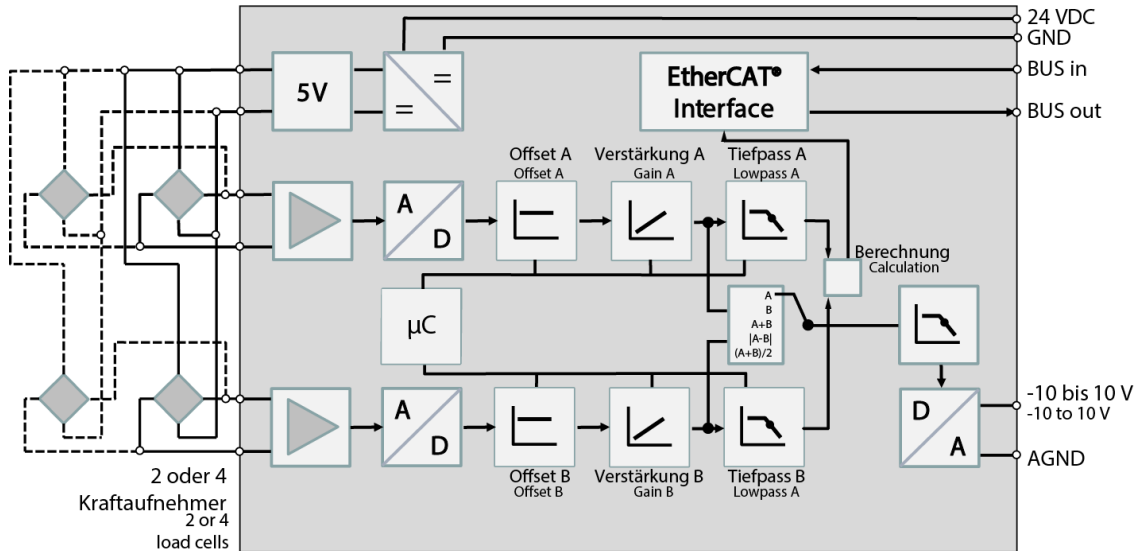 24 VDC
GND
BUS in
BUS out
5V
=
=
EtherCAT®
Interface
Offset A
Offset A
Verstärkung A
Gain A
Tiefpass A
Lowpass A
A
D
Berechnung
Calculation
µC
A
B
A+B
|A-B|
(A+B)/2
A
D
Offset B
Offset B
Verstärkung B
Gain B
Tiefpass B
Lowpass A
D
A
-10 bis 10 V
-10 to 10 V
AGND
2 oder 4
Kraftaufnehmer
2 or 4
load cells